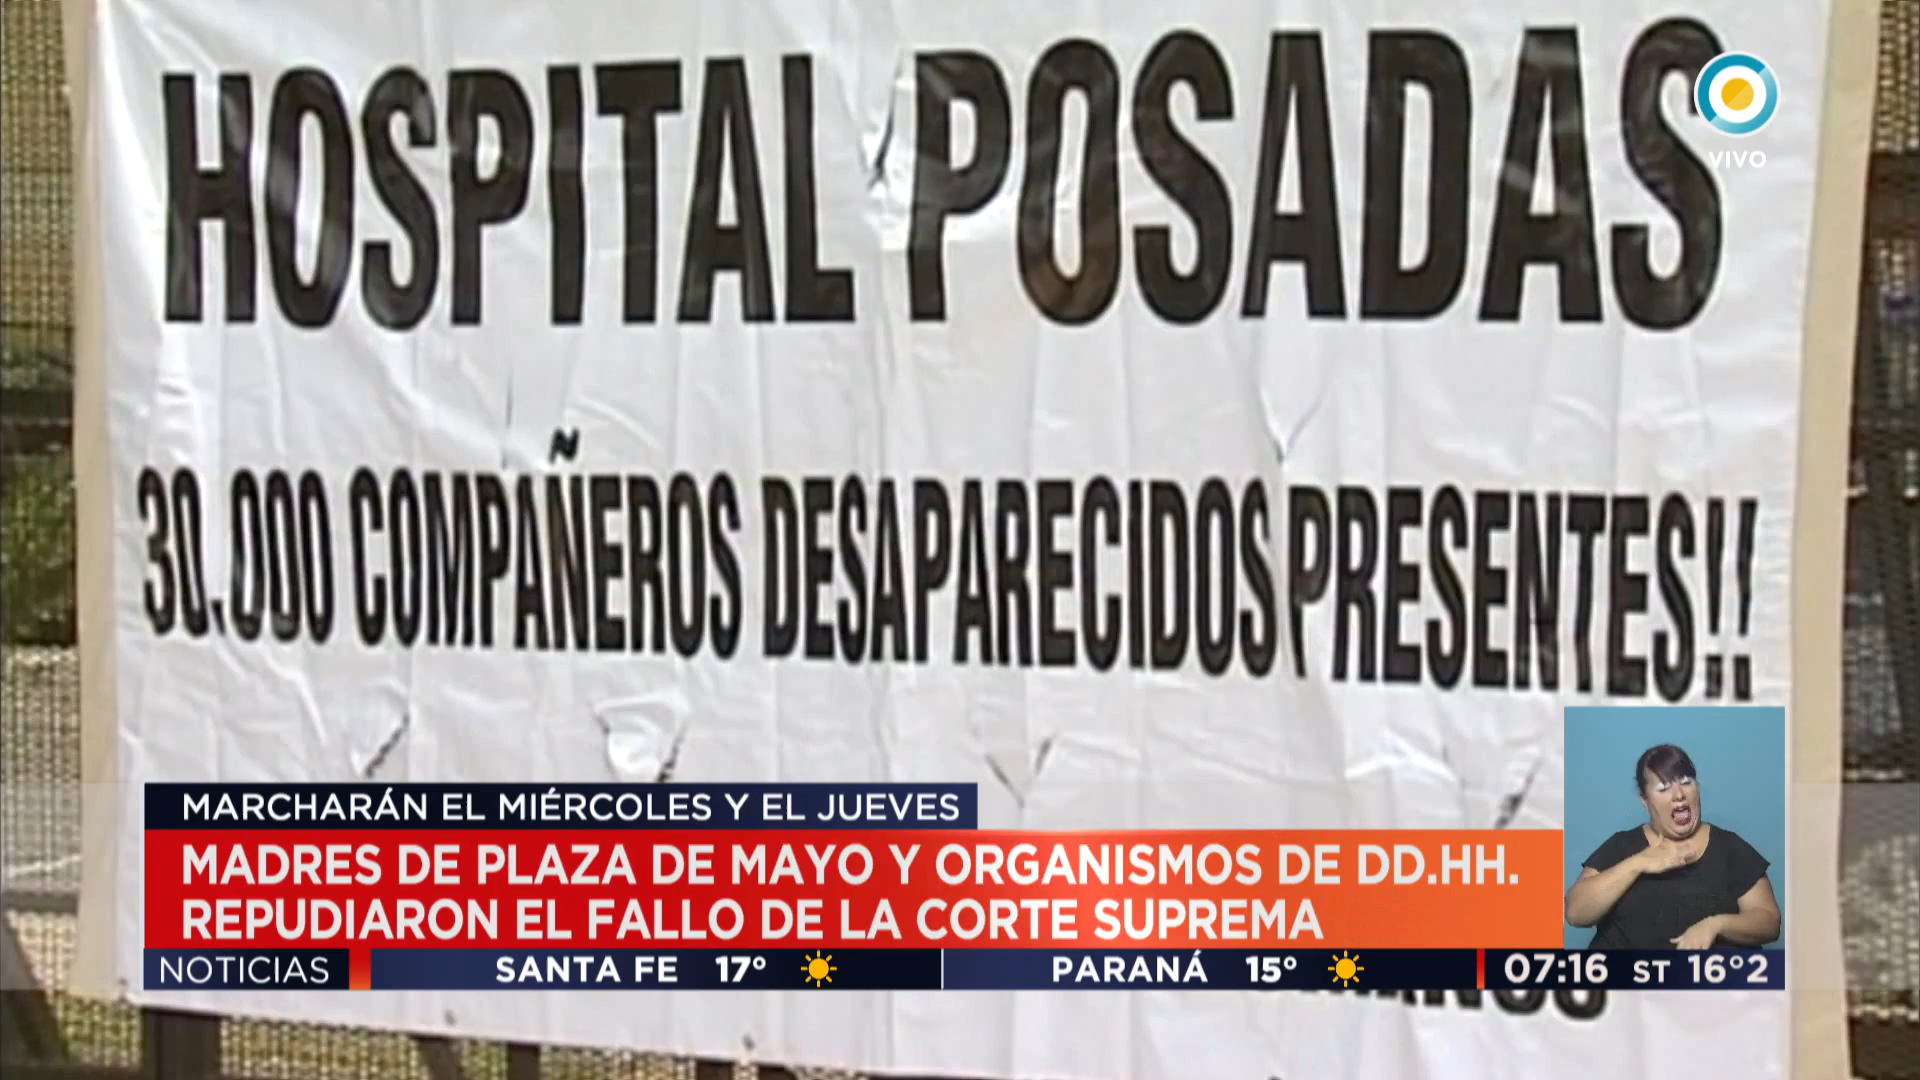 HOSPITAL POSADAS
VIVO
30.000 COMPAÑEROS DESAPARECIDOS PRESENTES!!
MARCHARÁN EL MIÉRCOLES Y EL JUEVES
MADRES DE PLAZA DE MAYO Y ORGANISMOS DE DD.HH.
REPUDIARON EL FALLO DE LA CORTE SUPREMA
NOTICIAS SANTA FE 17° PARANÁ 15° 07:16 ST 16°2